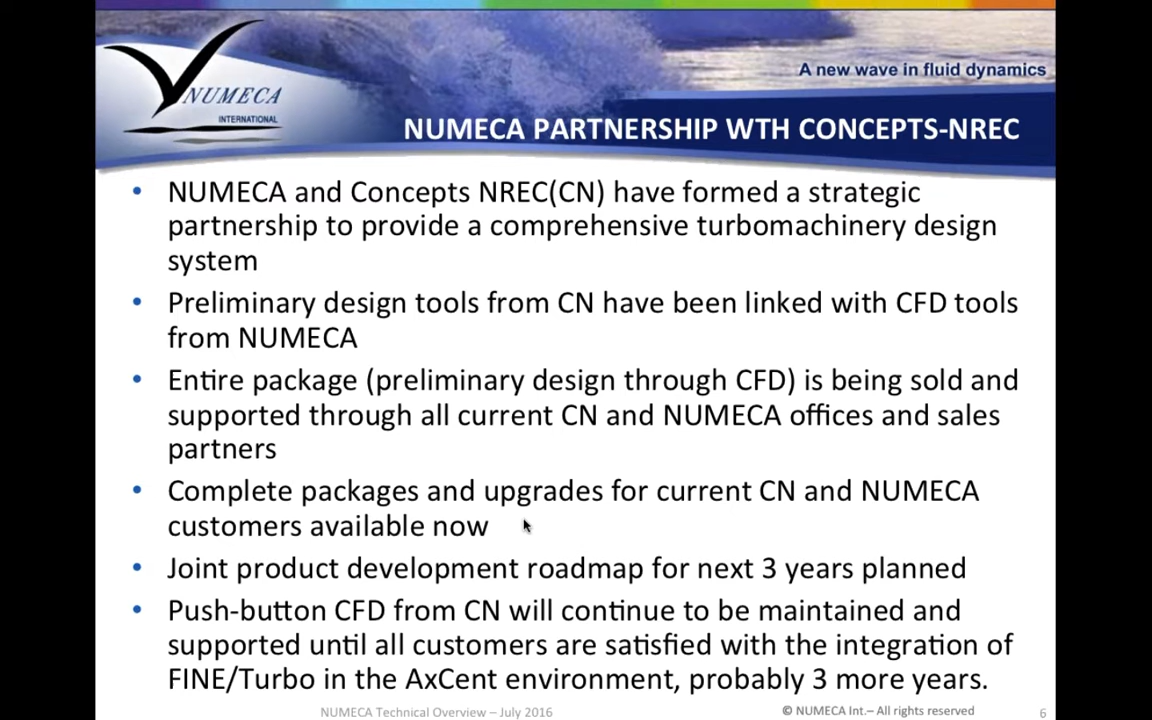 A new wave in fluid dynamics
NUMECA
INTERNATIONAL
NUMECA PARTNERSHIP WTH CONCEPTS-NREC
• NUMECA and Concepts NREC(CN) have formed a strategic
partnership to provide a comprehensive turbomachinery design
system
• Preliminary design tools from CN have been linked with CFD tools
from NUMECA
• Entire package (preliminary design through CFD) is being sold and
supported through all current CN and NUMECA offices and sales
partners
• Complete packages and upgrades for current CN and NUMECA
customers available now
• Joint product development roadmap for next 3 years planned
• Push-button CFD from CN will continue to be maintained and
supported until all customers are satisfied with the integration of
FINE/Turbo in the AxCent environment, probably 3 more years.
NUMECA Technical Overview – July 2016
© NUMECA Int.– All rights reserved
6